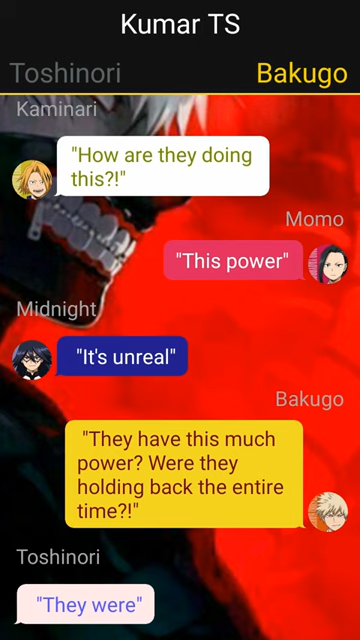 Kumar TS
Toshinori Bakugo
Kaminari
"How are they doing
this?!"
Momo
"This power"
Midnight
"It's unreal"
Bakugo
"They have this much
power? Were they
holding back the entire
time?!"
Toshinori
"They were"